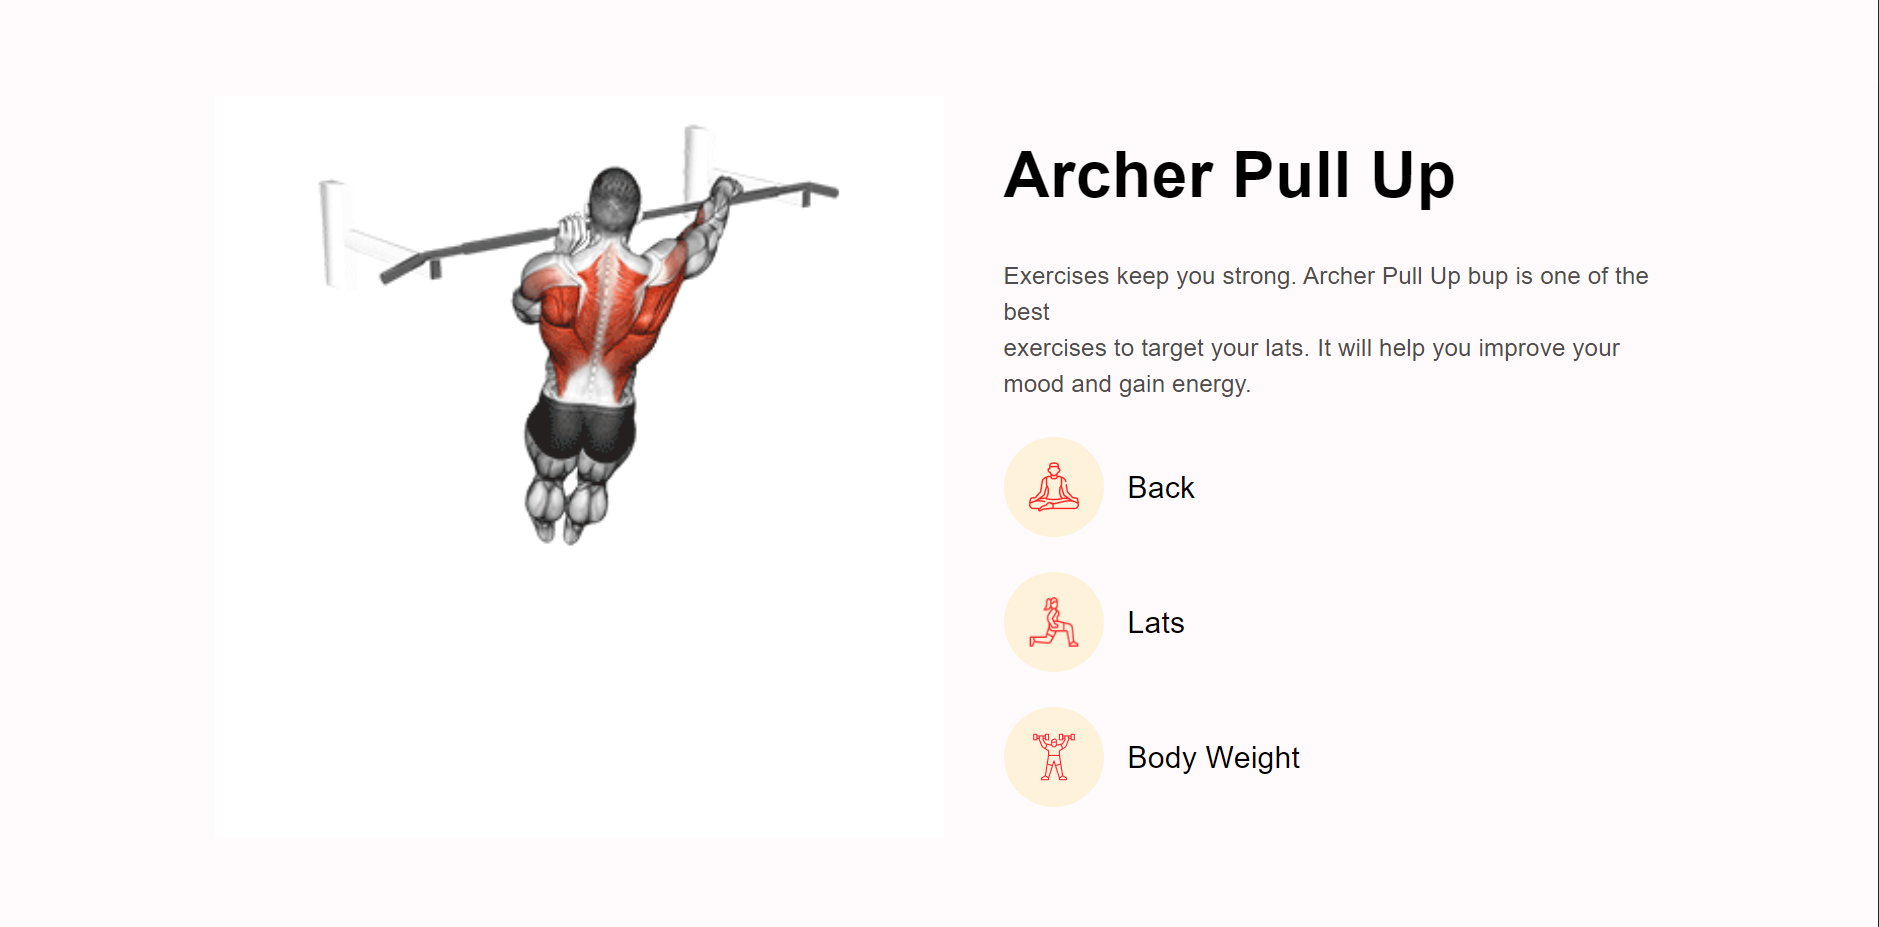 Archer Pull Up
Exercises keep you strong. Archer Pull Up bup is one of the
best
exercises to target your lats. It will help you improve your
mood and gain energy.
Back
Lats
Body Weight